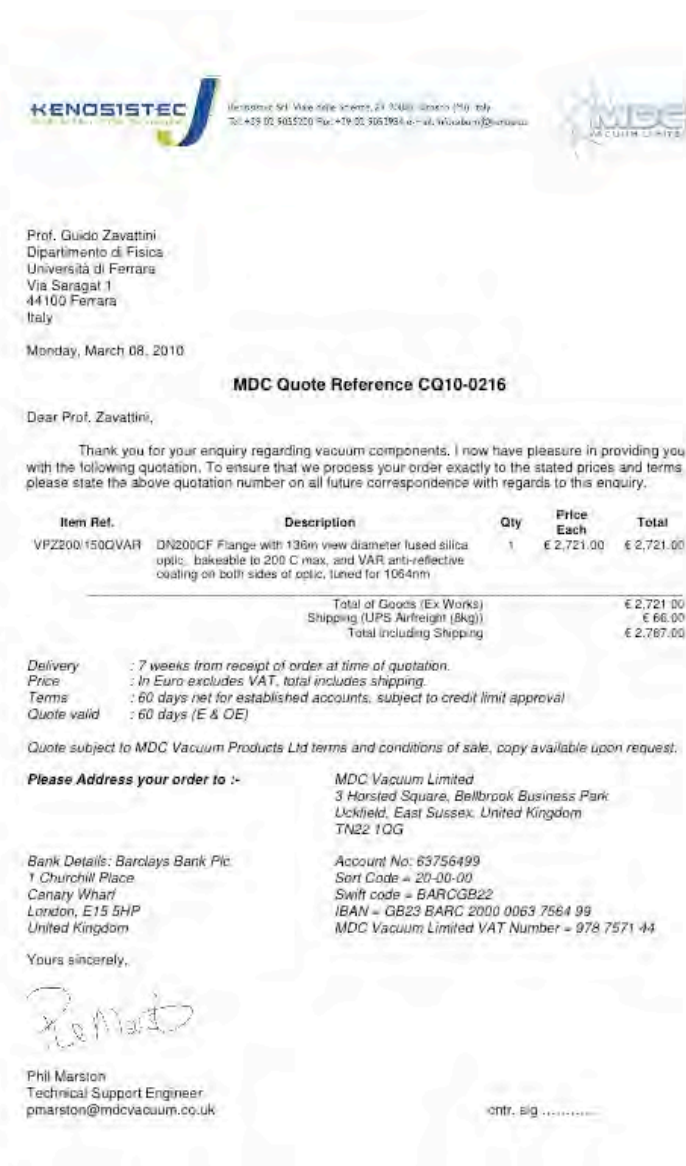 KENOSISTEC
MDC
VACUUM LIMITED
Prof. Guido Zavattini
Dipartimento di Fisica
Università di Ferrara
Via Saragat 1
44100 Ferrara
Italy
Monday, March 08, 2010
MDC Quote Reference CQ10-0216
Dear Prof. Zavattini,
Thank you for your enquiry regarding vacuum components. I now have pleasure in providing you
with the following quotation. To ensure that we process your order exactly to the stated prices and terms
please state the above quotation number on all future correspondence with regards to this enquiry.
Item Ref. Description Qty Price Each Total
VPZ200/150QVAR DN200CF Flange with 136m view diameter fused silica 1 € 2,721.00 € 2,721.00
optic, bakeable to 200 C max, and VAR anti-reflective
coating on both sides of optic, tuned for 1064nm
Total of Goods (Ex Works) € 2,721.00
Shipping (UPS Airfreight (8kg)) € 66.00
Total including Shipping € 2,787.00
Delivery : 7 weeks from receipt of order at time of quotation.
Price : In Euro excludes VAT, total includes shipping.
Terms : 60 days net for established accounts, subject to credit limit approval
Quote valid : 60 days (E & OE)
Quote subject to MDC Vacuum Products Ltd terms and conditions of sale, copy available upon request.
Please Address your order to :- MDC Vacuum Limited
3 Horsted Square, Bellbrook Business Park
Uckfield, East Sussex, United Kingdom
TN22 1QG
Bank Details: Barclays Bank Plc Account No: 63756499
1 Churchill Place Sort Code = 20-00-00
Canary Wharf Swift code = BARCGB22
London, E15 5HP IBAN = GB23 BARC 2000 0063 7564 99
United Kingdom MDC Vacuum Limited VAT Number = 978 7571 44
Yours sincerely,
Phil Marston
Technical Support Engineer
pmarston@mdcvacuum.co.uk cntr. sig ............